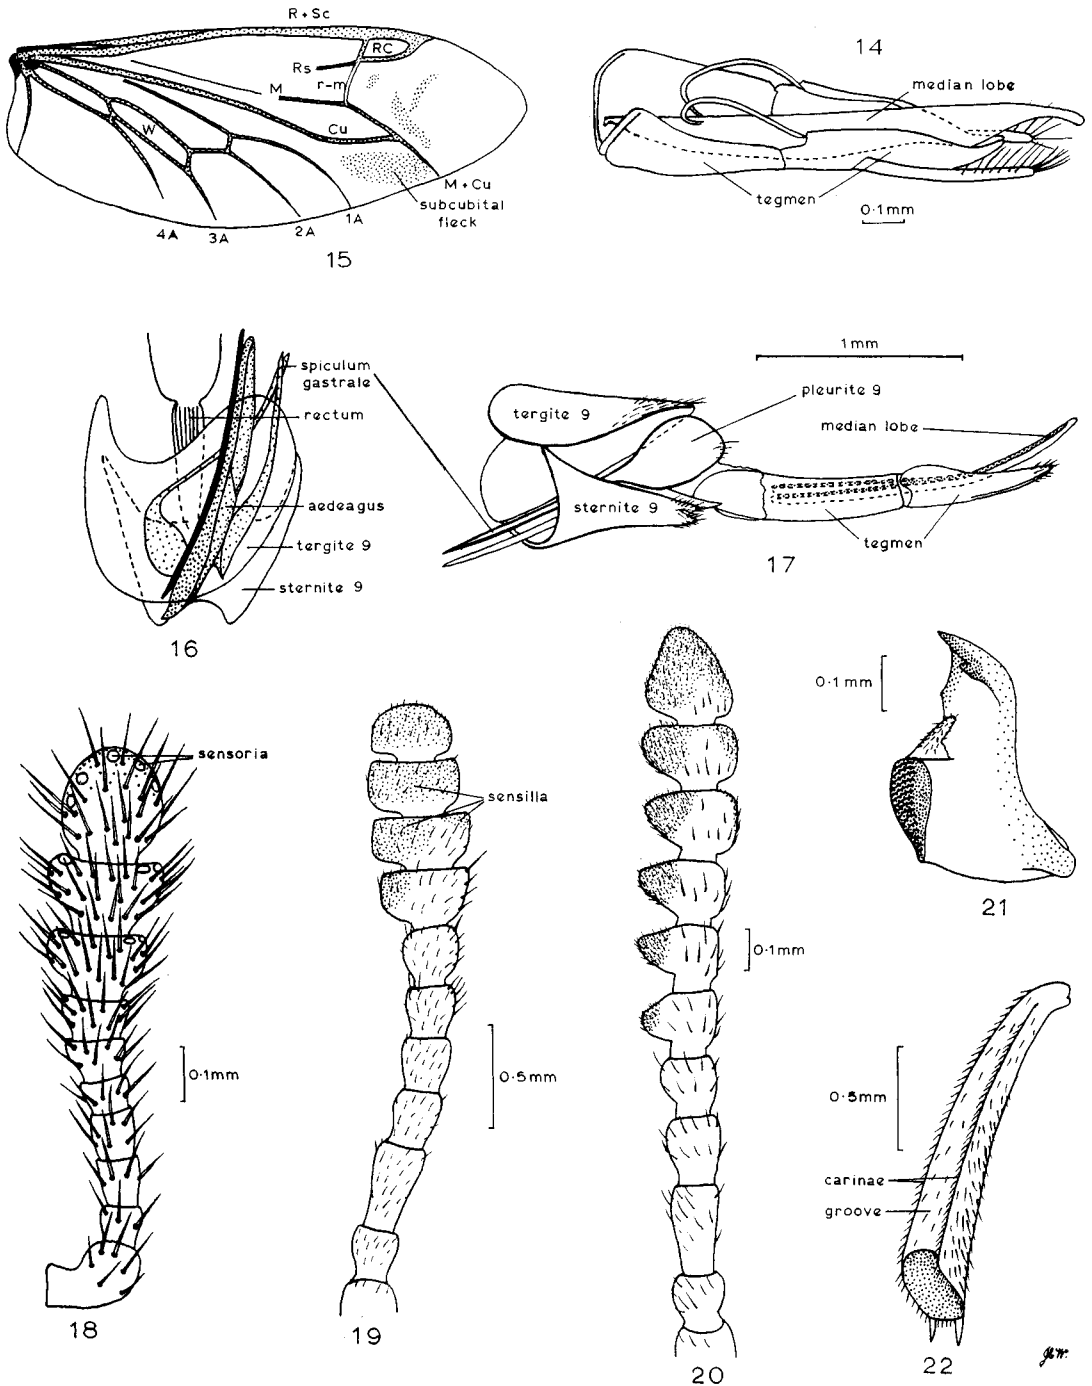 R + Sc
RC
Rs
r-m
M
Cu
W
M + Cu
subcubital
fleck
1A
2A
3A
4A
15
14
median lobe
tegmen
0·1mm
spiculum
gastrale
rectum
aedeagus
tergite 9
sternite 9
16
1mm
tergite 9
pleurite 9
median lobe
sternite 9
tegmen
17
sensoria
0·1mm
18
sensilla
0·5mm
19
0·1mm
20
0·1mm
21
0·5mm
carinae
groove
22